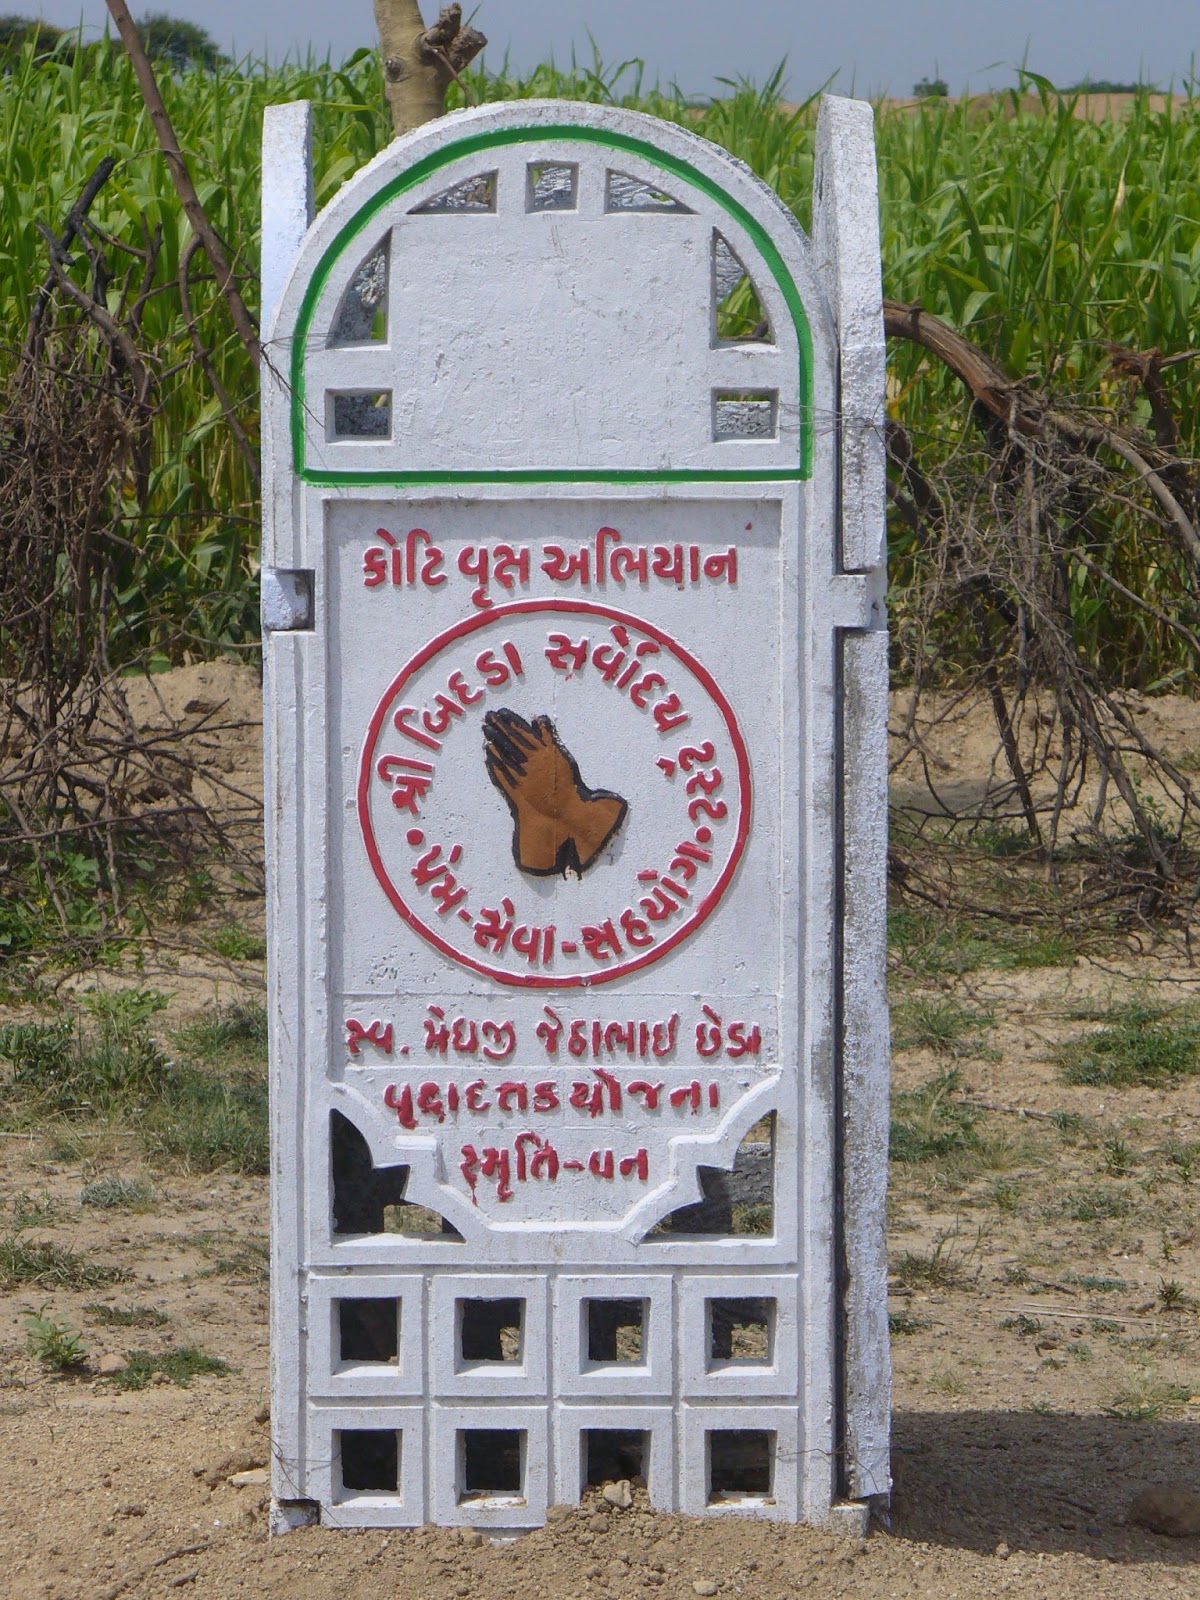 કોટિ વૃક્ષ અભિયાન
શ્રી બિદડા સર્વોદય ટ્રસ્ટ
• પ્રેમ - સેવા - સહયોગ •
સ્વ. મેઘજી જેઠાભાઈ છેડા
વૃક્ષાદત્તક યોજના
સ્મૃતિ-વન